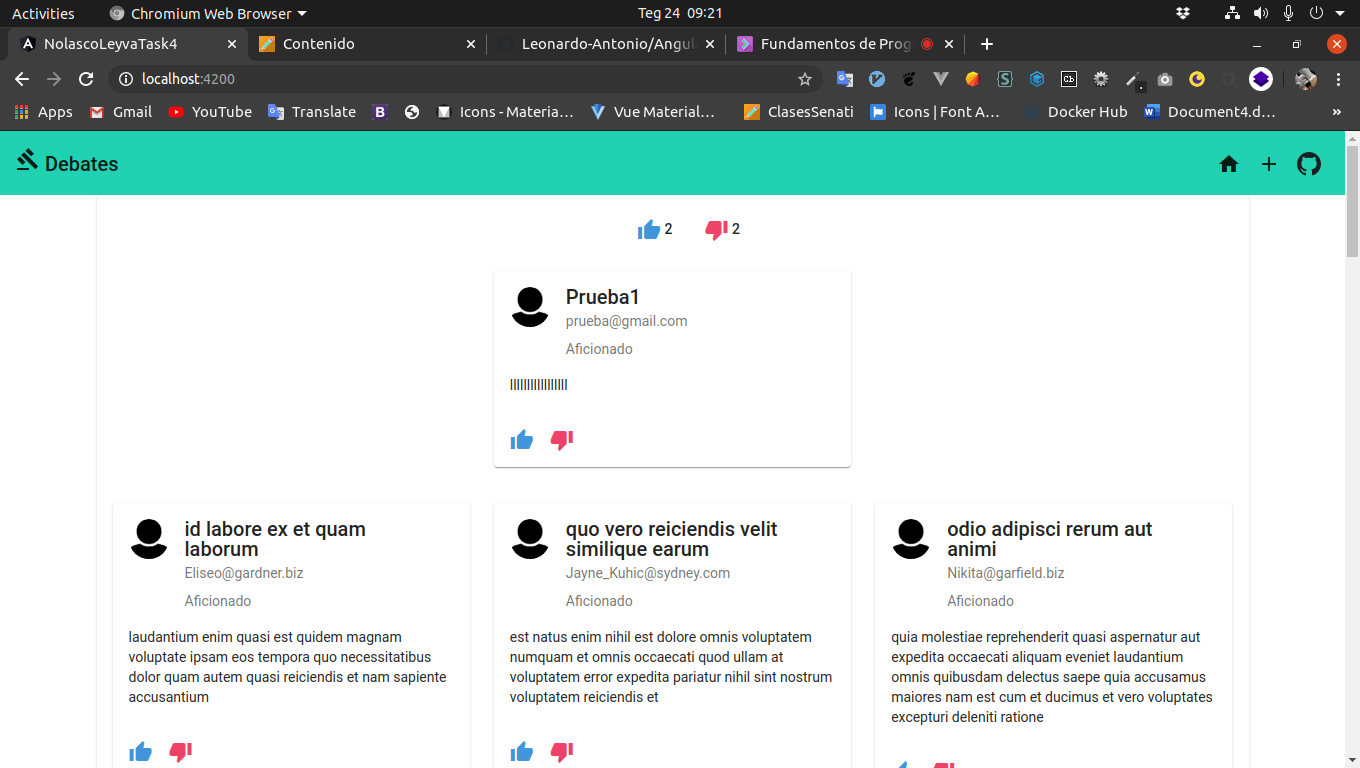 Activities
Chromium Web Browser
Teg 24 09:21
NolascoLeyvaTask4
Contenido
Leonardo-Antonio/Angul
Fundamentos de Prog
localhost:4200
Apps
Gmail
YouTube
Translate
Icons - Materia...
Vue Material...
ClasesSenati
Icons | Font A...
Docker Hub
Document4.d...
»
Debates
2
2
Prueba1
prueba@gmail.com
Aficionado
lllllllllllllllll
id labore ex et quam
laborum
Eliseo@gardner.biz
Aficionado
laudantium enim quasi est quidem magnam
voluptate ipsam eos tempora quo necessitatibus
dolor quam autem quasi reiciendis et nam sapiente
accusantium
quo vero reiciendis velit
similique earum
Jayne_Kuhic@sydney.com
Aficionado
est natus enim nihil est dolore omnis voluptatem
numquam et omnis occaecati quod ullam at
voluptatem error expedita pariatur nihil sint nostrum
voluptatem reiciendis et
odio adipisci rerum aut
animi
Nikita@garfield.biz
Aficionado
quia molestiae reprehenderit quasi aspernatur aut
expedita occaecati aliquam eveniet laudantium
omnis quibusdam delectus saepe quia accusamus
maiores nam est cum et ducimus et vero voluptates
excepturi deleniti ratione